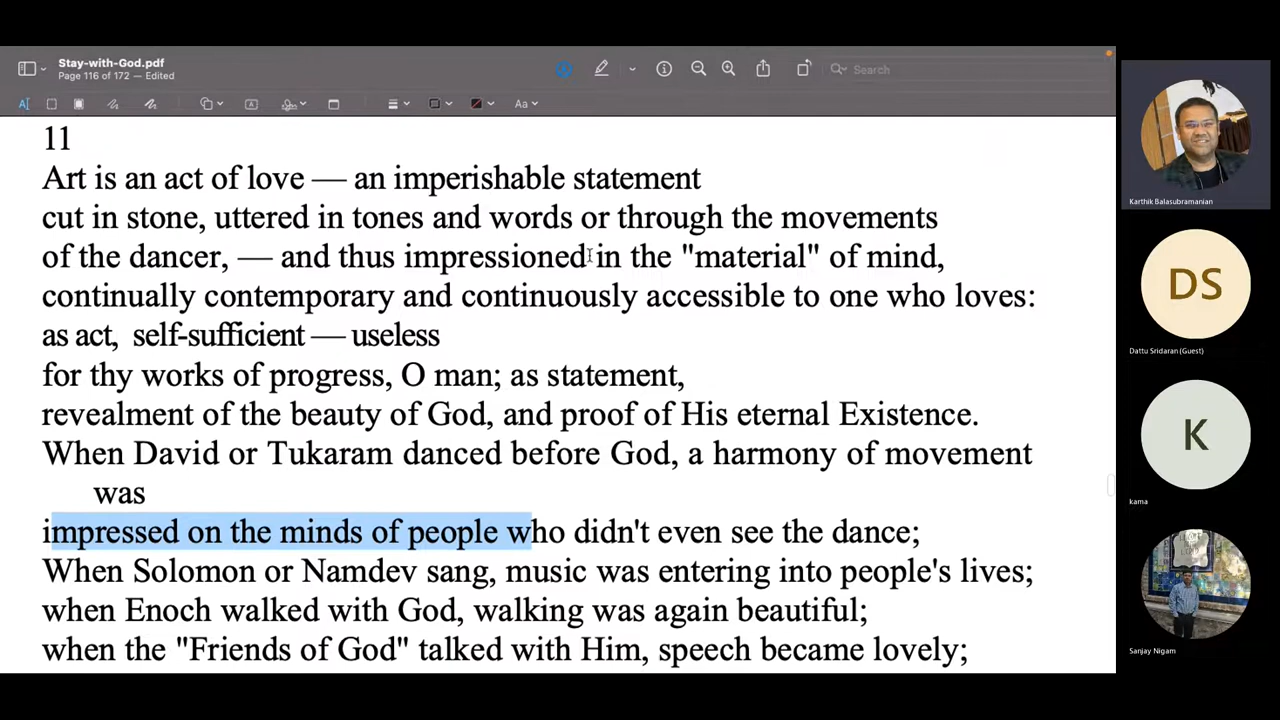 Stay-with-God.pdf
Page 116 of 172 — Edited
Search
Aa
11
Art is an act of love — an imperishable statement
cut in stone, uttered in tones and words or through the movements
of the dancer, — and thus impressioned in the "material" of mind,
continually contemporary and continuously accessible to one who loves:
as act, self-sufficient — useless
for thy works of progress, O man; as statement,
revealment of the beauty of God, and proof of His eternal Existence.
When David or Tukaram danced before God, a harmony of movement
was
impressed on the minds of people who didn't even see the dance;
When Solomon or Namdev sang, music was entering into people's lives;
when Enoch walked with God, walking was again beautiful;
when the "Friends of God" talked with Him, speech became lovely;
Karthik Balasubramanian
DS
Dattu Sridaran (Guest)
K
kama
Sanjay Nigam